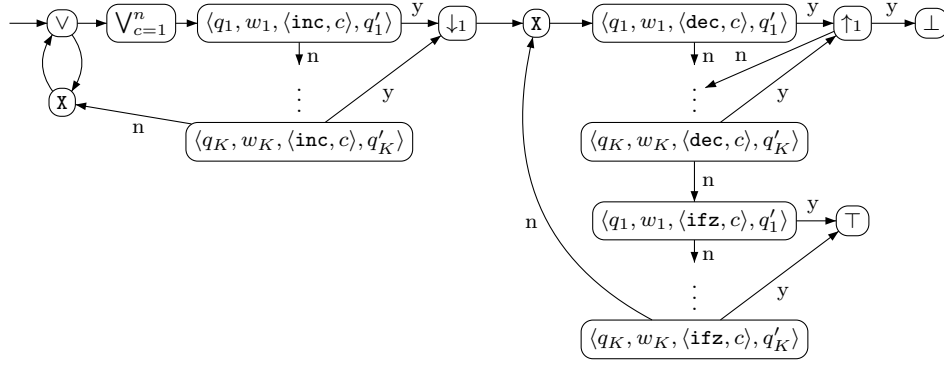 ∨ ⋁ⁿ_{c=1} ⟨q₁, w₁, ⟨inc, c⟩, q′₁⟩ y ↓₁ X ⟨q₁, w₁, ⟨dec, c⟩, q′₁⟩ y ↑₁ y ⊥
n n n
X ⋮ y ⋮ y
n ⟨q_K, w_K, ⟨inc, c⟩, q′_K⟩ ⟨q_K, w_K, ⟨dec, c⟩, q′_K⟩
n
n ⟨q₁, w₁, ⟨ifz, c⟩, q′₁⟩ y ⊤
n
⋮ y
⟨q_K, w_K, ⟨ifz, c⟩, q′_K⟩